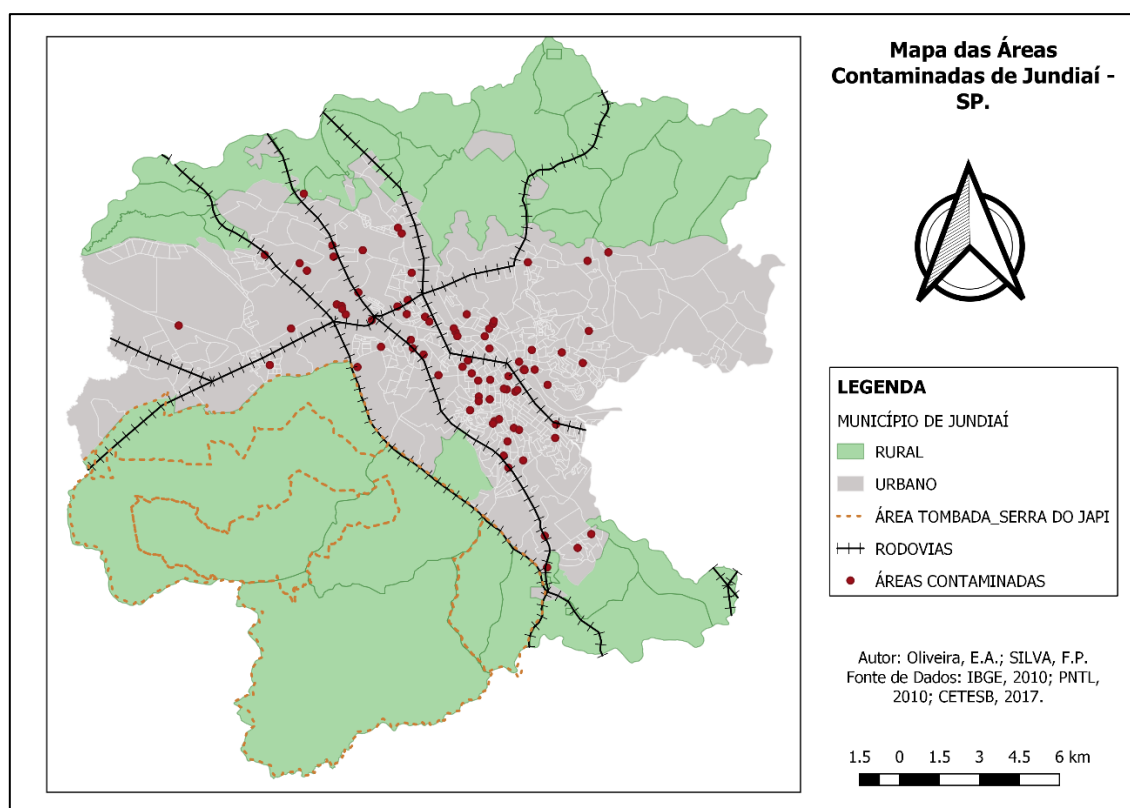 Mapa das Áreas
Contaminadas de Jundiaí -
SP.
LEGENDA
MUNICÍPIO DE JUNDIAÍ
RURAL
URBANO
ÁREA TOMBADA_SERRA DO JAPI
RODOVIAS
ÁREAS CONTAMINADAS
Autor: Oliveira, E.A.; SILVA, F.P.
Fonte de Dados: IBGE, 2010; PNTL,
2010; CETESB, 2017.
1.5 0 1.5 3 4.5 6 km